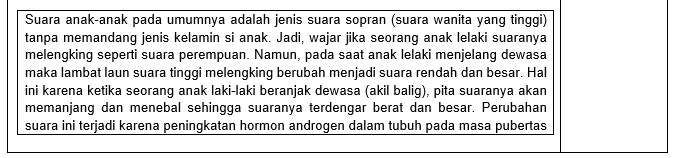 Suara anak-anak pada umumnya adalah jenis suara sopran (suara wanita yang tinggi)
tanpa memandang jenis kelamin si anak. Jadi, wajar jika seorang anak lelaki suaranya
melengking seperti suara perempuan. Namun, pada saat anak lelaki menjelang dewasa
maka lambat laun suara tinggi melengking berubah menjadi suara rendah dan besar. Hal
ini karena ketika seorang anak laki-laki beranjak dewasa (akil balig), pita suaranya akan
memanjang dan menebal sehingga suaranya terdengar berat dan besar. Perubahan
suara ini terjadi karena peningkatan hormon androgen dalam tubuh pada masa pubertas